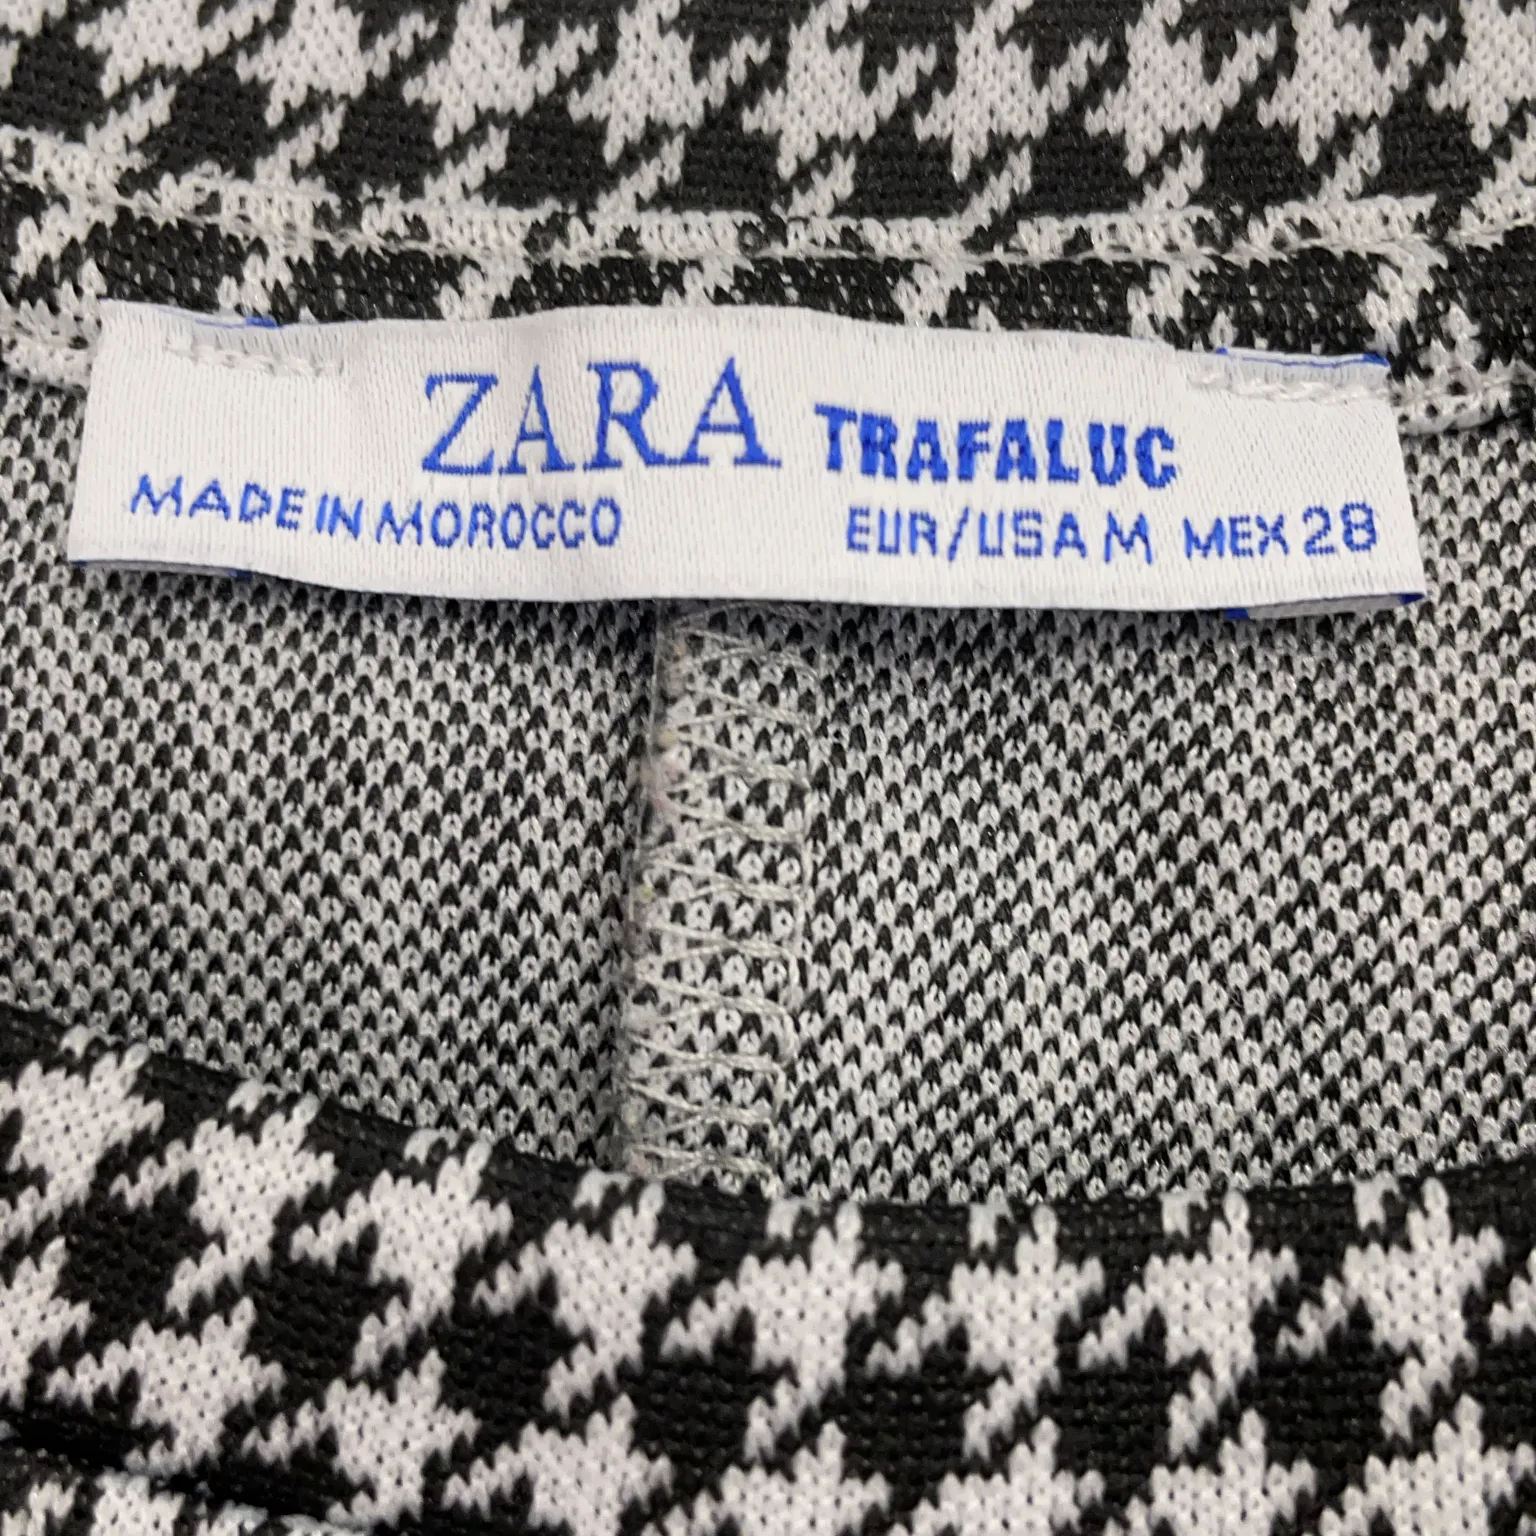 ZARA TRAFALUC
MADE IN MOROCCO EUR/USA M MEX 28